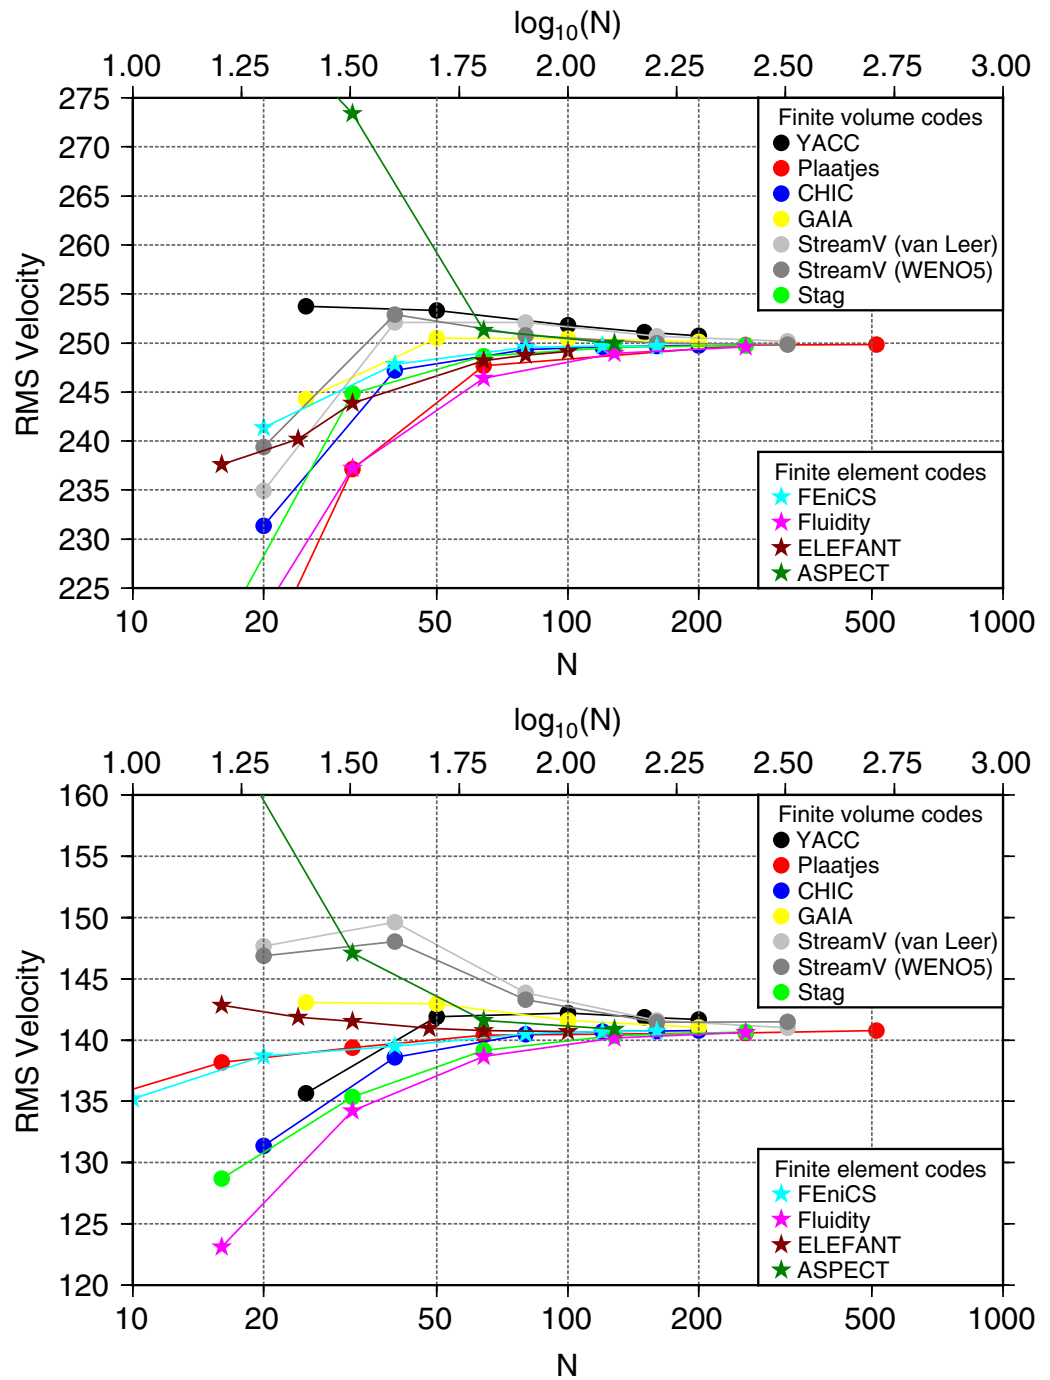 log10(N)
1.00 1.25 1.50 1.75 2.00 2.25 2.50 2.75 3.00
275
270
265
260
255
250
245
240
235
230
225
RMS Velocity
Finite volume codes
YACC
Plaatjes
CHIC
GAIA
StreamV (van Leer)
StreamV (WENO5)
Stag
Finite element codes
FEniCS
Fluidity
ELEFANT
ASPECT
10 20 50 100 200 500 1000
N
log10(N)
1.00 1.25 1.50 1.75 2.00 2.25 2.50 2.75 3.00
160
155
150
145
140
135
130
125
120
RMS Velocity
Finite volume codes
YACC
Plaatjes
CHIC
GAIA
StreamV (van Leer)
StreamV (WENO5)
Stag
Finite element codes
FEniCS
Fluidity
ELEFANT
ASPECT
10 20 50 100 200 500 1000
N